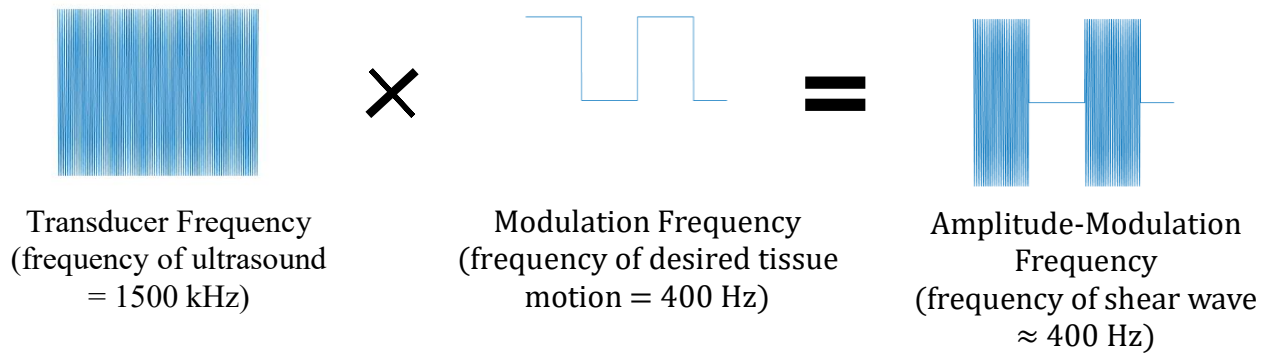 Transducer Frequency
(frequency of ultrasound
= 1500 kHz)
Modulation Frequency
(frequency of desired tissue
motion = 400 Hz)
Amplitude-Modulation
Frequency
(frequency of shear wave
≈ 400 Hz)